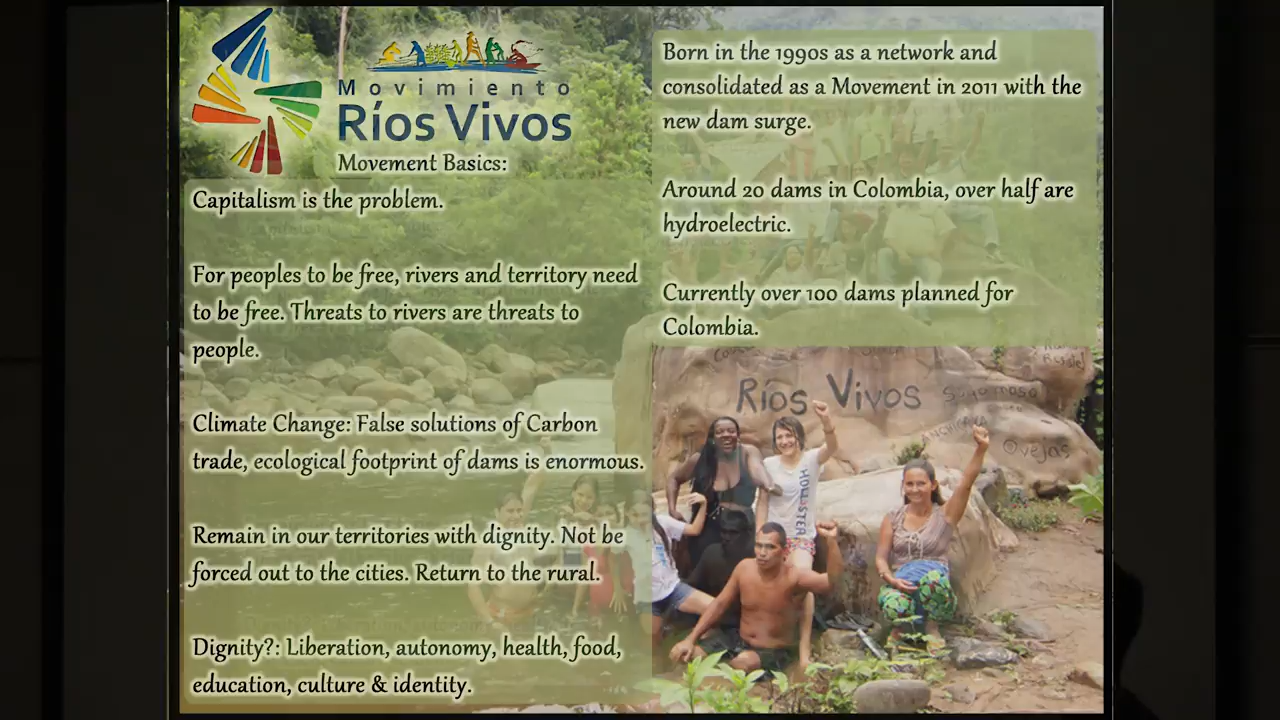 Movimiento
Ríos Vivos
Movement Basics:
Capitalism is the problem.
For peoples to be free, rivers and territory need
to be free. Threats to rivers are threats to
people.
Climate Change: False solutions of Carbon
trade, ecological footprint of dams is enormous.
Remain in our territories with dignity. Not be
forced out to the cities. Return to the rural.
Dignity?: Liberation, autonomy, health, food,
education, culture & identity.
Born in the 1990s as a network and
consolidated as a Movement in 2011 with the
new dam surge.
Around 20 dams in Colombia, over half are
hydroelectric.
Currently over 100 dams planned for
Colombia.
Ríos Vivos
Sogamoso
Ovejas
HOLLISTER